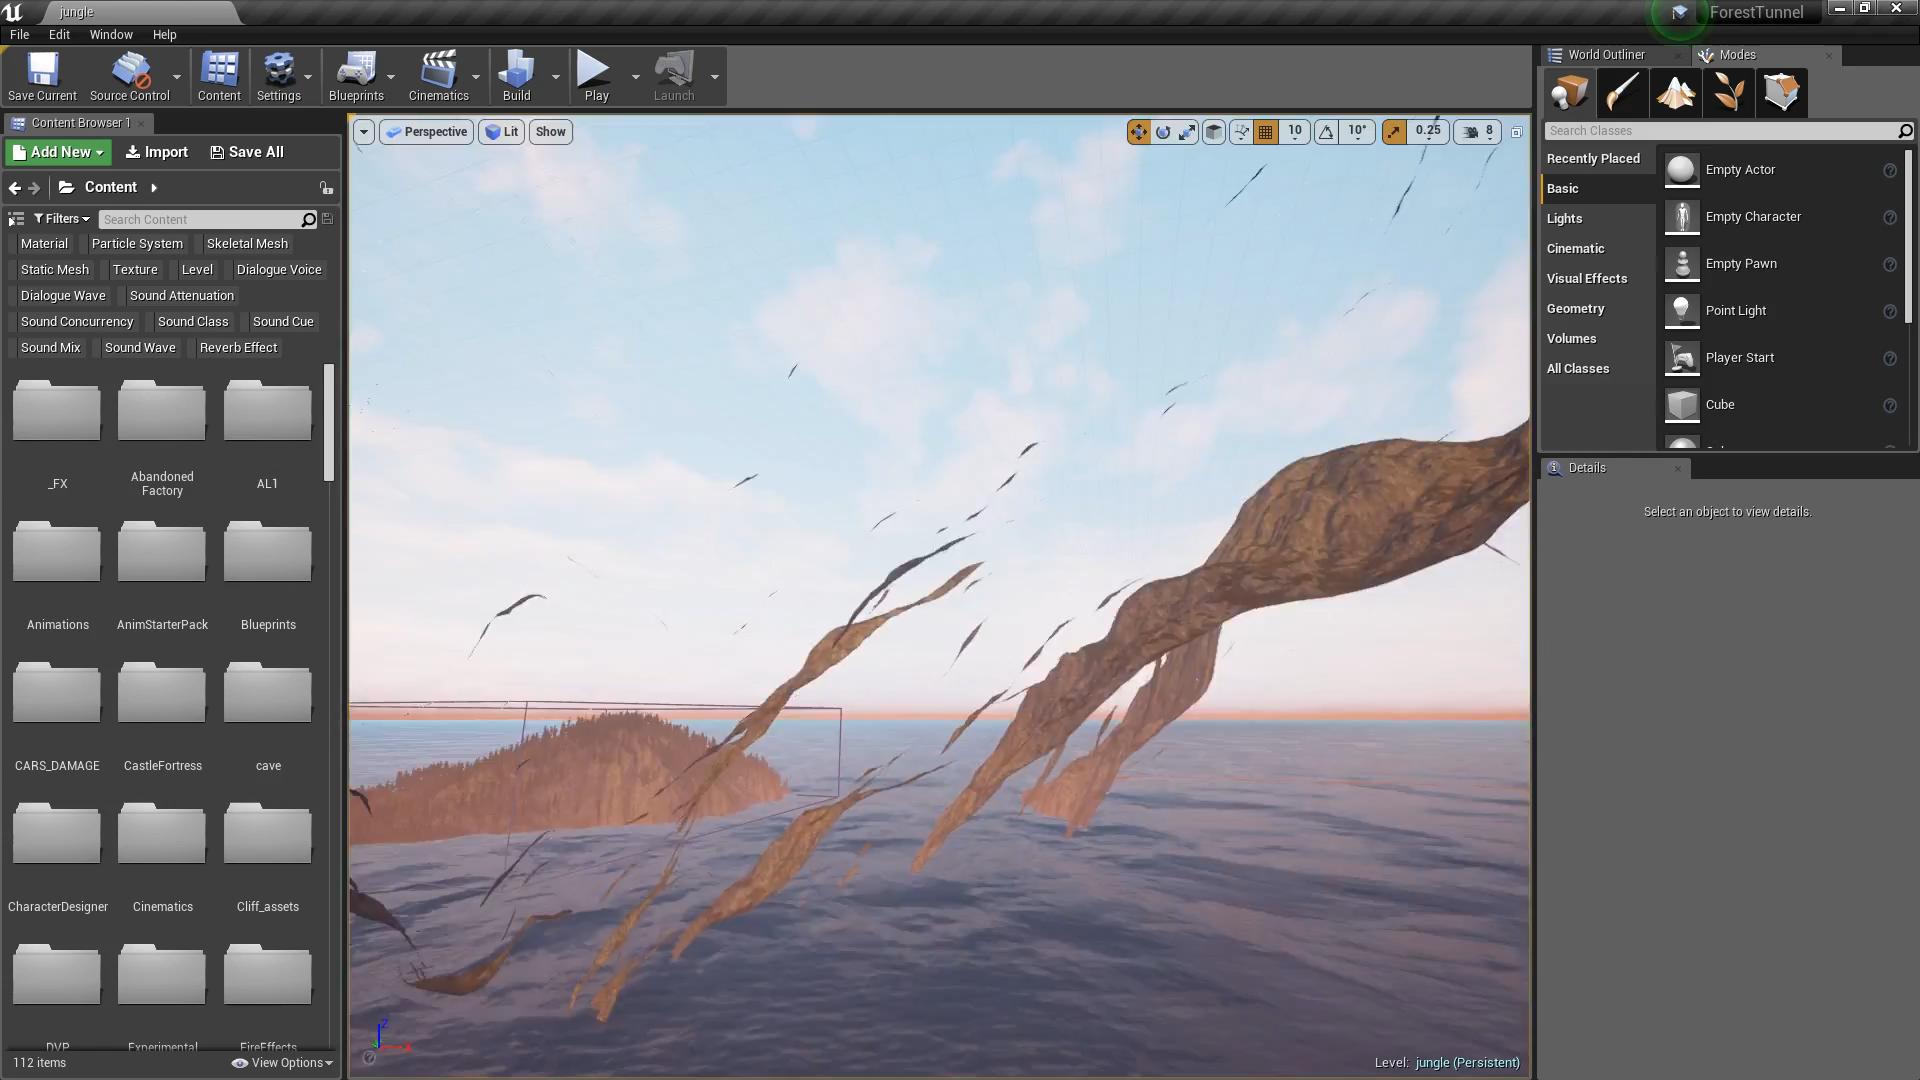 jungle
ForestTunnel
File Edit Window Help
Save Current Source Control Content Settings Blueprints Cinematics Build Play Launch
World Outliner Modes
Search Classes
Recently Placed
Basic
Lights
Cinematic
Visual Effects
Geometry
Volumes
All Classes
Empty Actor
Empty Character
Empty Pawn
Point Light
Player Start
Cube
Details
Select an object to view details.
Content Browser 1
Add New Import Save All
Content
Filters Search Content
Material Particle System Skeletal Mesh
Static Mesh Texture Level Dialogue Voice
Dialogue Wave Sound Attenuation
Sound Concurrency Sound Class Sound Cue
Sound Mix Sound Wave Reverb Effect
_FX Abandoned Factory AL1
Animations AnimStarterPack Blueprints
CARS_DAMAGE CastleFortress cave
CharacterDesigner Cinematics Cliff_assets
DVP Experimental FireEffects
112 items View Options
Perspective Lit Show
10 10° 0.25 8
Z
X
Level: jungle (Persistent)